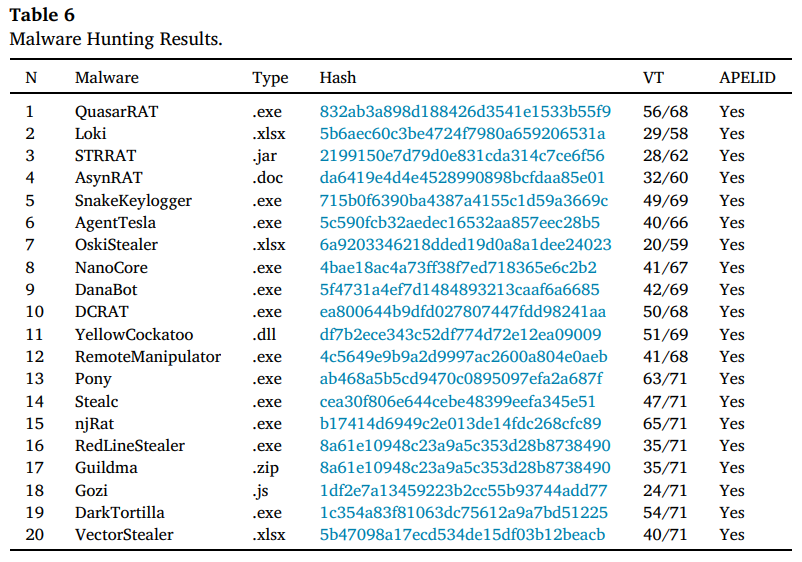 Table 6
Malware Hunting Results.
N Malware Type Hash VT APELID
1 QuasarRAT .exe 832ab3a898d188426d3541e1533b55f9 56/68 Yes
2 Loki .xlsx 5b6aec60c3be4724f7980a659206531a 29/58 Yes
3 STRRAT .jar 2199150e7d79d0e831cda314c7ce6f56 28/62 Yes
4 AsynRAT .doc da6419e4d4e4528990898bcfdaa85e01 32/60 Yes
5 SnakeKeylogger .exe 715b0f6390ba4387a4155c1d59a3669c 49/69 Yes
6 AgentTesla .exe 5c590fcb32aedec16532aa857eec28b5 40/66 Yes
7 OskiStealer .xlsx 6a9203346218dded19d0a8a1dee24023 20/59 Yes
8 NanoCore .exe 4bae18ac4a73ff38f7ed718365e6c2b2 41/67 Yes
9 DanaBot .exe 5f4731a4ef7d1484893213caaf6a6685 42/69 Yes
10 DCRAT .exe ea800644b9dfd027807447fdd98241aa 50/68 Yes
11 YellowCockatoo .dll df7b2ece343c52df774d72e12ea09009 51/69 Yes
12 RemoteManipulator .exe 4c5649e9b9a2d9997ac2600a804e0aeb 41/68 Yes
13 Pony .exe ab468a5b5cd9470c0895097efa2a687f 63/71 Yes
14 Stealc .exe cea30f806e644cebe48399eefa345e51 47/71 Yes
15 njRat .exe b17414d6949c2e013de14fdc268cfc89 65/71 Yes
16 RedLineStealer .exe 8a61e10948c23a9a5c353d28b8738490 35/71 Yes
17 Guildma .zip 8a61e10948c23a9a5c353d28b8738490 35/71 Yes
18 Gozi .js 1df2e7a13459223b2cc55b93744add77 24/71 Yes
19 DarkTortilla .exe 1c354a83f81063dc75612a9a7bd51225 54/71 Yes
20 VectorStealer .xlsx 5b47098a17ecd534de15df03b12beacb 40/71 Yes